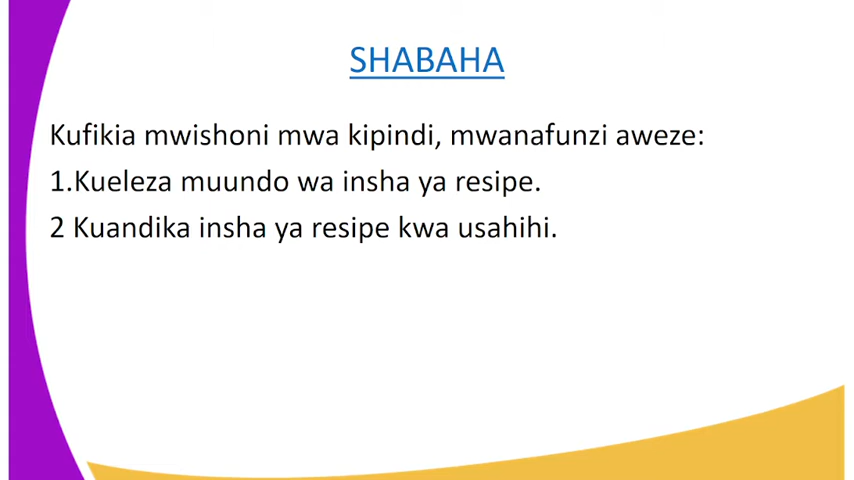 SHABAHA
Kufikia mwishoni mwa kipindi, mwanafunzi aweze:
1.Kueleza muundo wa insha ya resipe.
2 Kuandika insha ya resipe kwa usahihi.